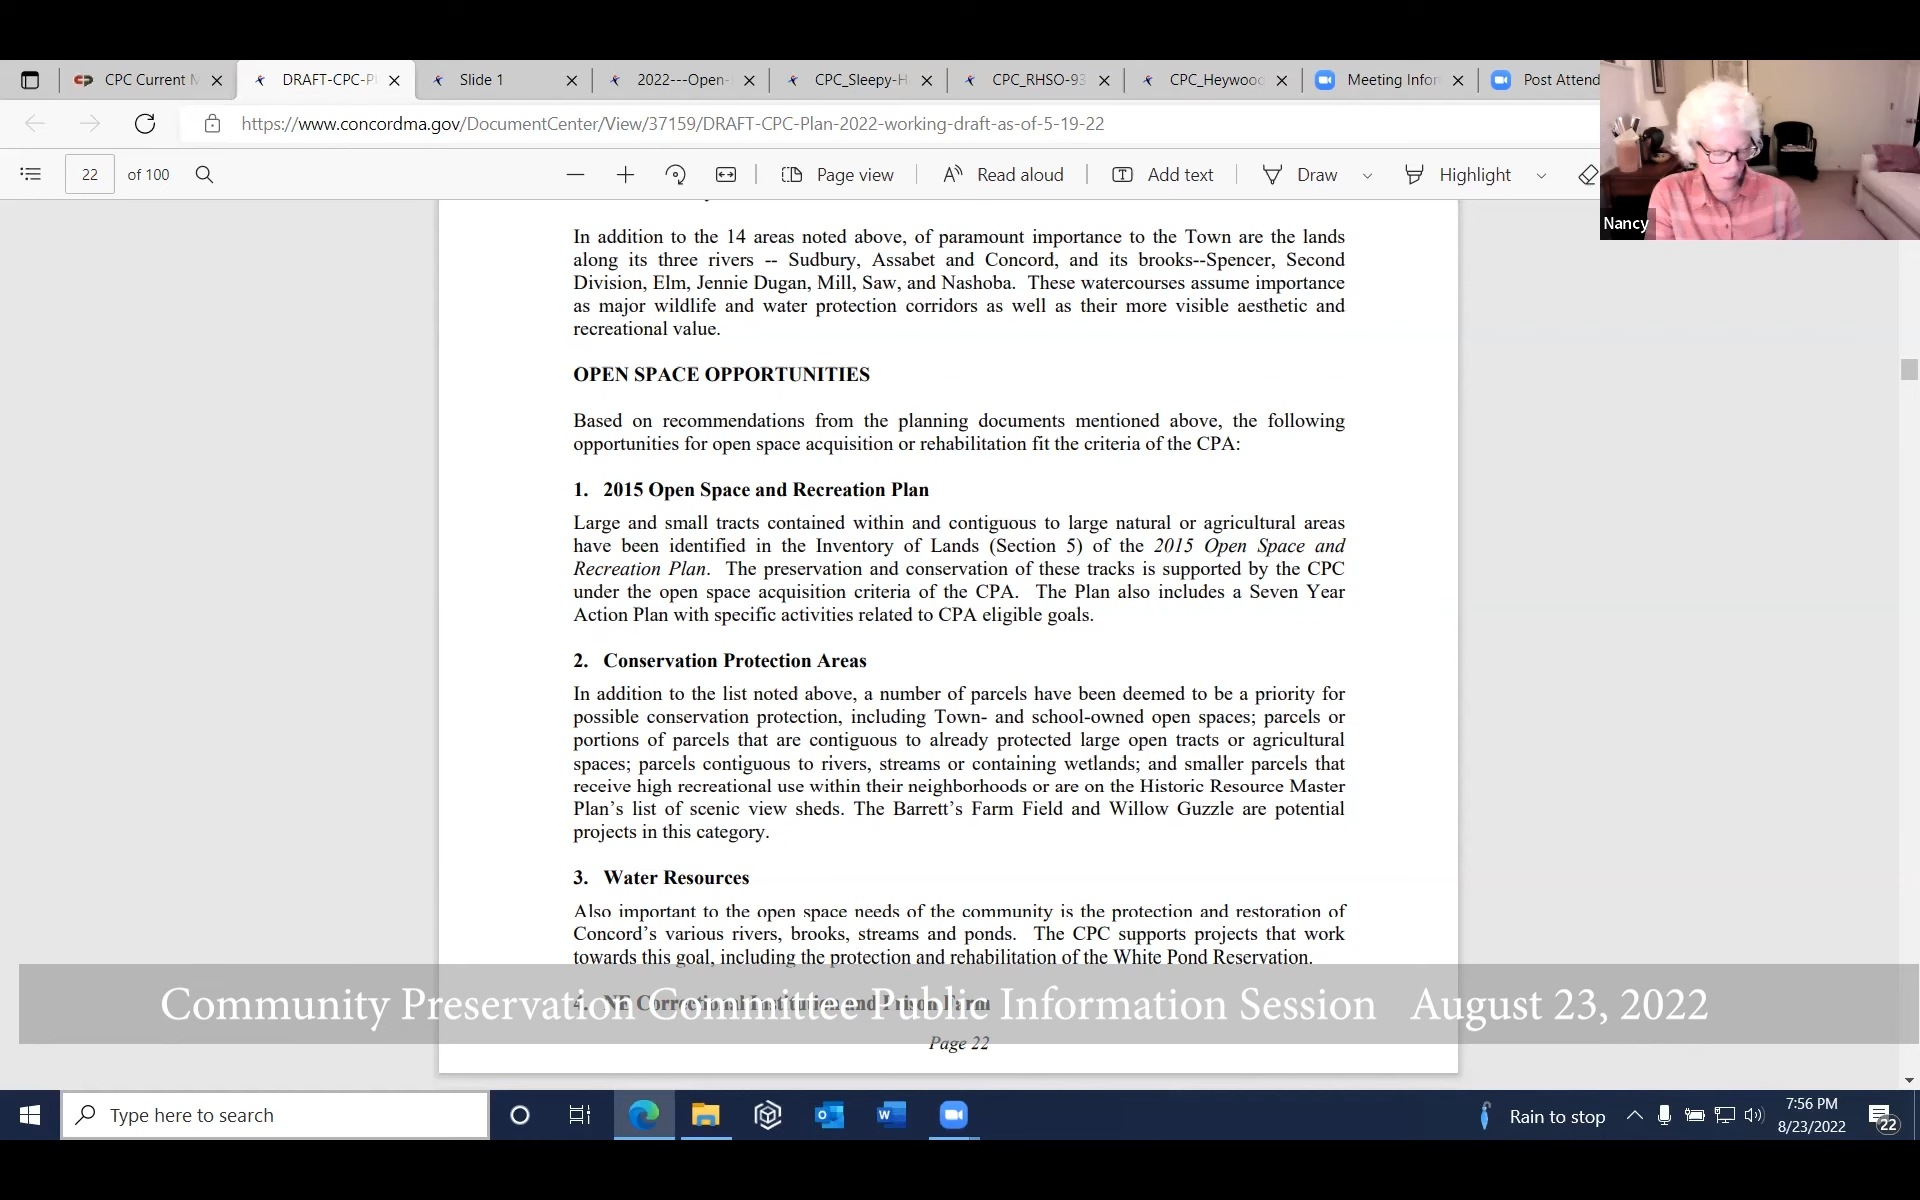 CPC Current M
DRAFT-CPC-Pl
Slide 1
2022---Open-
CPC_Sleepy-H
CPC_RHSO-93
CPC_Heywood
Meeting Infor
Post Attend
https://www.concordma.gov/DocumentCenter/View/37159/DRAFT-CPC-Plan-2022-working-draft-as-of-5-19-22
22 of 100
Page view
Read aloud
Add text
Draw
Highlight
Nancy
In addition to the 14 areas noted above, of paramount importance to the Town are the lands
along its three rivers -- Sudbury, Assabet and Concord, and its brooks--Spencer, Second
Division, Elm, Jennie Dugan, Mill, Saw, and Nashoba. These watercourses assume importance
as major wildlife and water protection corridors as well as their more visible aesthetic and
recreational value.
OPEN SPACE OPPORTUNITIES
Based on recommendations from the planning documents mentioned above, the following
opportunities for open space acquisition or rehabilitation fit the criteria of the CPA:
1. 2015 Open Space and Recreation Plan
Large and small tracts contained within and contiguous to large natural or agricultural areas
have been identified in the Inventory of Lands (Section 5) of the 2015 Open Space and
Recreation Plan. The preservation and conservation of these tracks is supported by the CPC
under the open space acquisition criteria of the CPA. The Plan also includes a Seven Year
Action Plan with specific activities related to CPA eligible goals.
2. Conservation Protection Areas
In addition to the list noted above, a number of parcels have been deemed to be a priority for
possible conservation protection, including Town- and school-owned open spaces; parcels or
portions of parcels that are contiguous to already protected large open tracts or agricultural
spaces; parcels contiguous to rivers, streams or containing wetlands; and smaller parcels that
receive high recreational use within their neighborhoods or are on the Historic Resource Master
Plan's list of scenic view sheds. The Barrett's Farm Field and Willow Guzzle are potential
projects in this category.
3. Water Resources
Also important to the open space needs of the community is the protection and restoration of
Concord's various rivers, brooks, streams and ponds. The CPC supports projects that work
towards this goal, including the protection and rehabilitation of the White Pond Reservation.
4. NE Correctional Institution and Prison Farm
Community Preservation Committee Public Information Session August 23, 2022
Page 22
Type here to search
Rain to stop
7:56 PM
8/23/2022
22